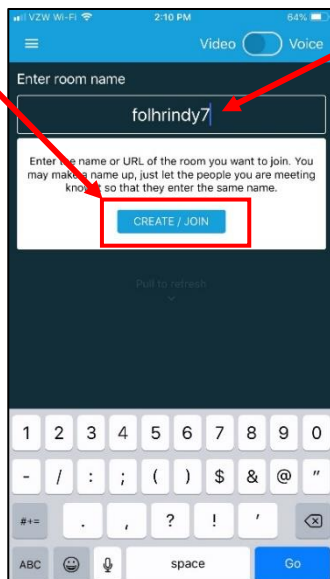 VZW Wi-Fi 2:10 PM 64%
Video Voice
Enter room name
folhrindy7
Enter the name or URL of the room you want to join. You
may make a name up, just let the people you are meeting
know it so that they enter the same name.
CREATE / JOIN
Pull to refresh
1 2 3 4 5 6 7 8 9 0
- / : ; ( ) $ & @ "
#+= . , ? ! '
ABC space Go